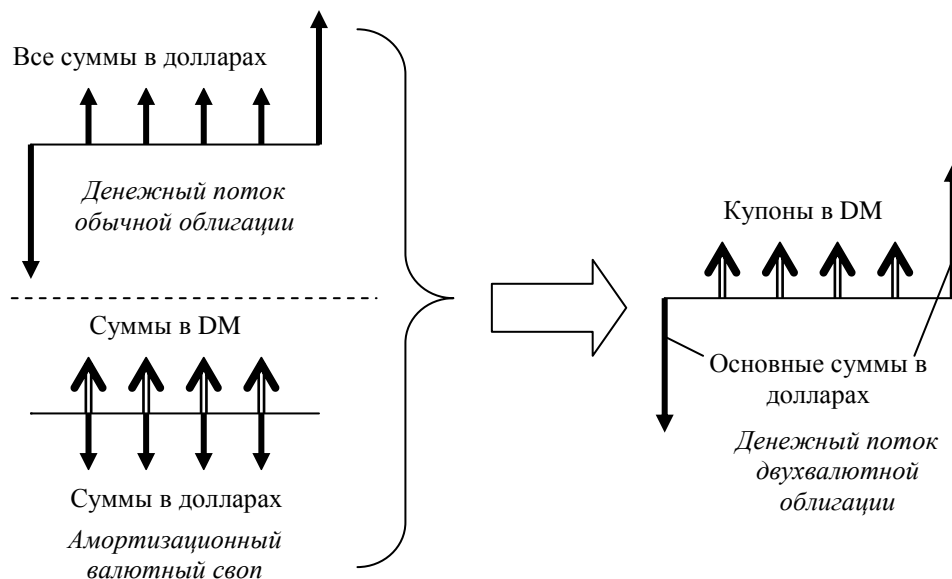 Все суммы в долларах
Денежный поток
обычной облигации
Суммы в DM
Суммы в долларах
Амортизационный
валютный своп
Купоны в DM
Основные суммы в
долларах
Денежный поток
двухвалютной
облигации